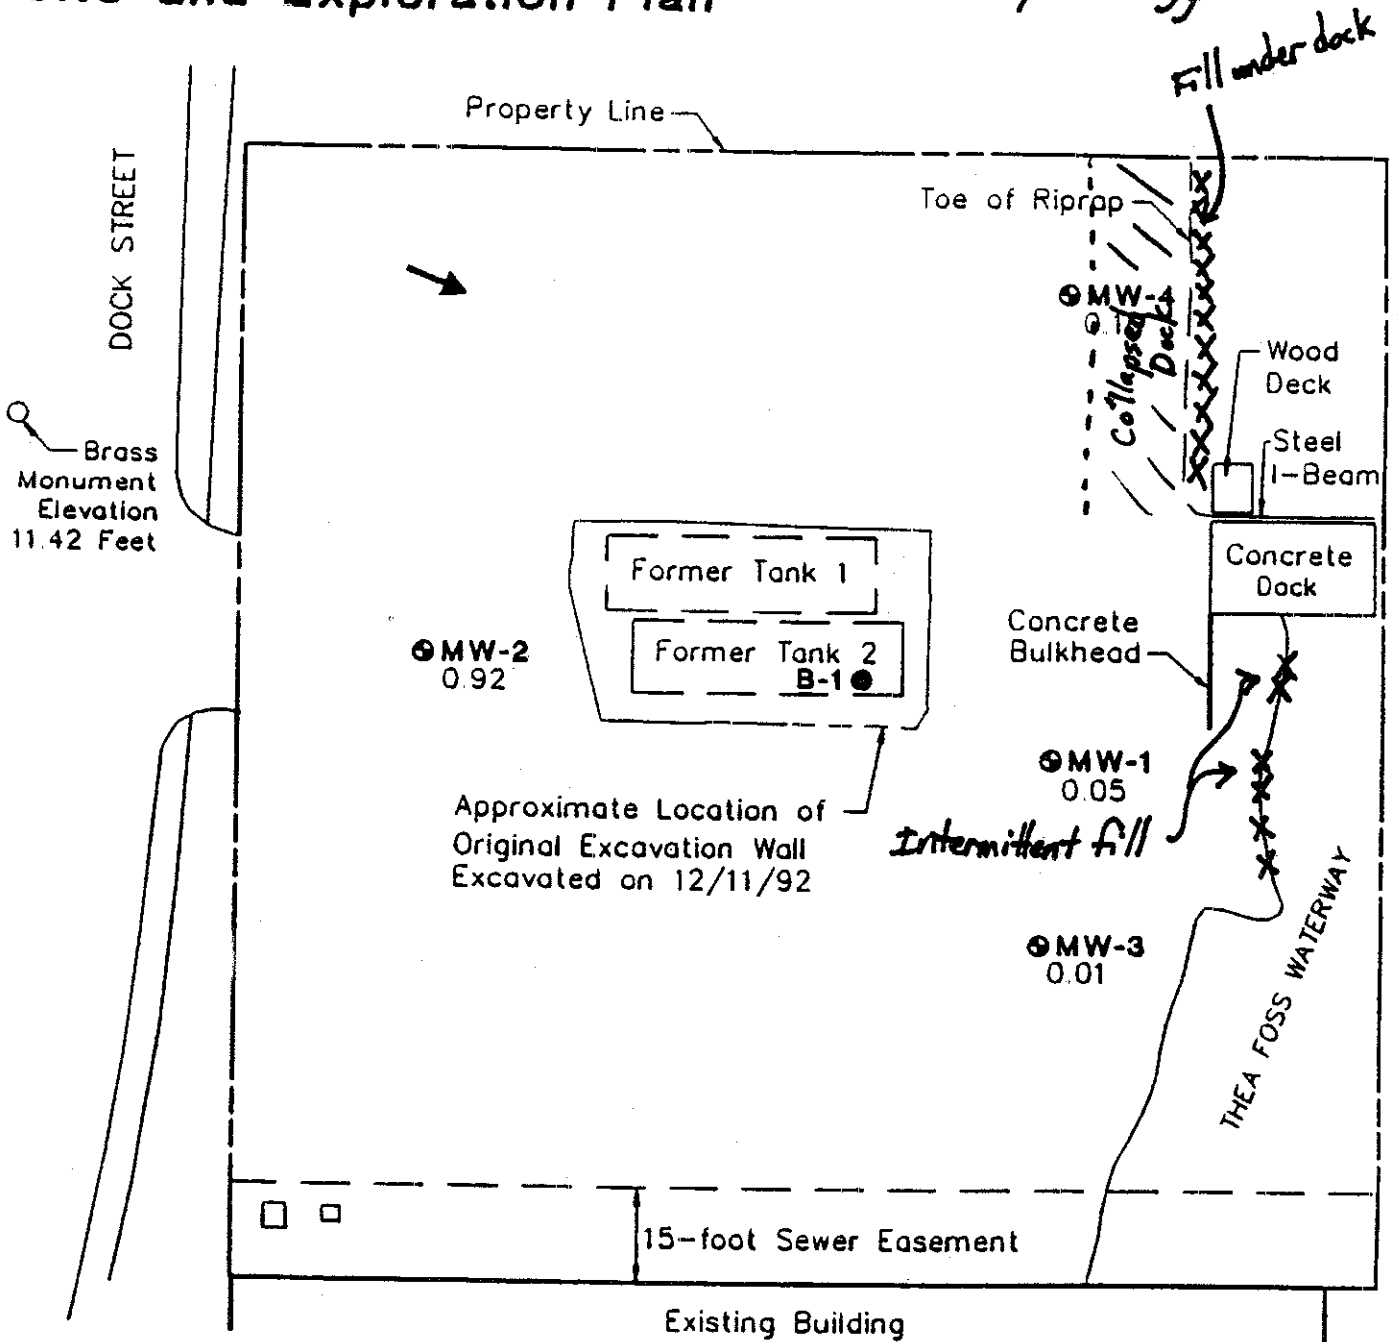 and Exploration Plan
Fill under dock
Property Line
DOCK STREET
Toe of Riprap
MW-4
Collapsed
Dock
Wood
Deck
Steel
I-Beam
Brass
Monument
Elevation
11.42 Feet
Former Tank 1
Concrete
Dock
Concrete
Bulkhead
MW-2
0.92
Former Tank 2
B-1
MW-1
0.05
Approximate Location of
Original Excavation Wall
Excavated on 12/11/92
Intermittent fill
MW-3
0.01
THEA FOSS WATERWAY
15-foot Sewer Easement
Existing Building